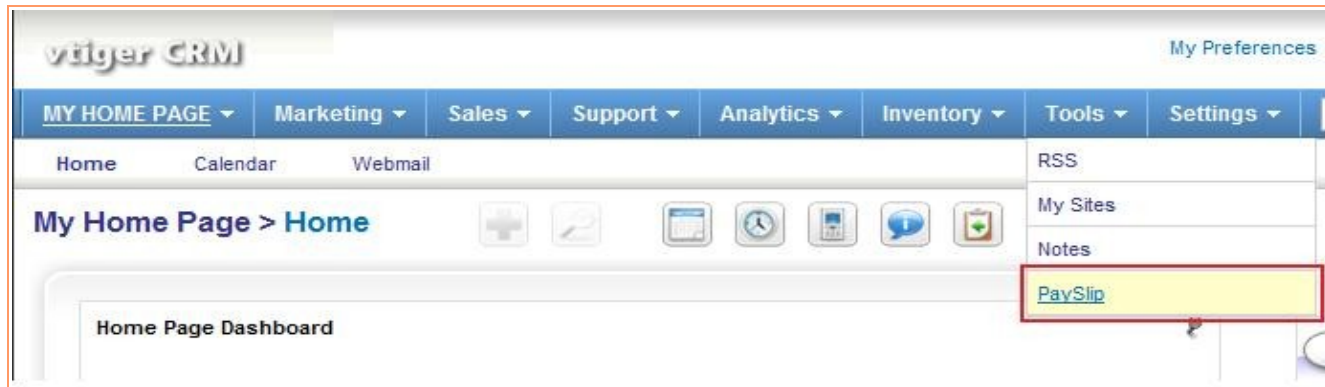 vtiger CRM
My Preferences
MY HOME PAGE Marketing Sales Support Analytics Inventory Tools Settings
Home Calendar Webmail
RSS
My Home Page > Home
My Sites
Notes
PaySlip
Home Page Dashboard